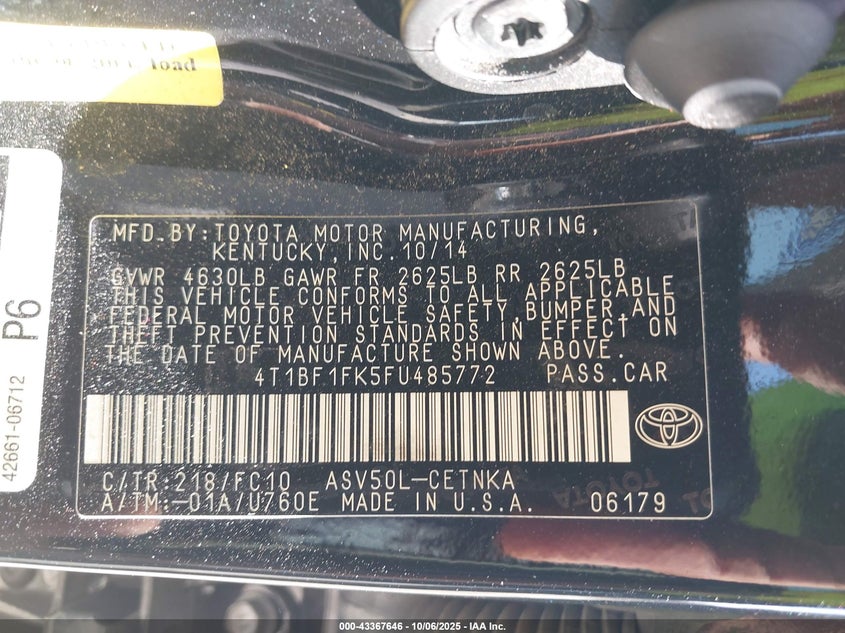 load
P6
42661-06712
MFD.BY:TOYOTA MOTOR MANUFACTURING,
KENTUCKY,INC.10/14
GVWR 4630LB GAWR FR 2625LB RR 2625LB
THIS VEHICLE CONFORMS TO ALL APPLICABLE
FEDERAL MOTOR VEHICLE SAFETY,BUMPER,AND
THEFT PREVENTION STANDARDS IN EFFECT ON
THE DATE OF MANUFACTURE SHOWN ABOVE.
4T1BF1FK5FU485772 PASS.CAR
C/TR:218/FC10 ASV50L-CETNKA
A/TM:-01A/U760E MADE IN U.S.A. 06179
TOYOTA
000-43367646 - 10/06/2025 - IAA Inc.